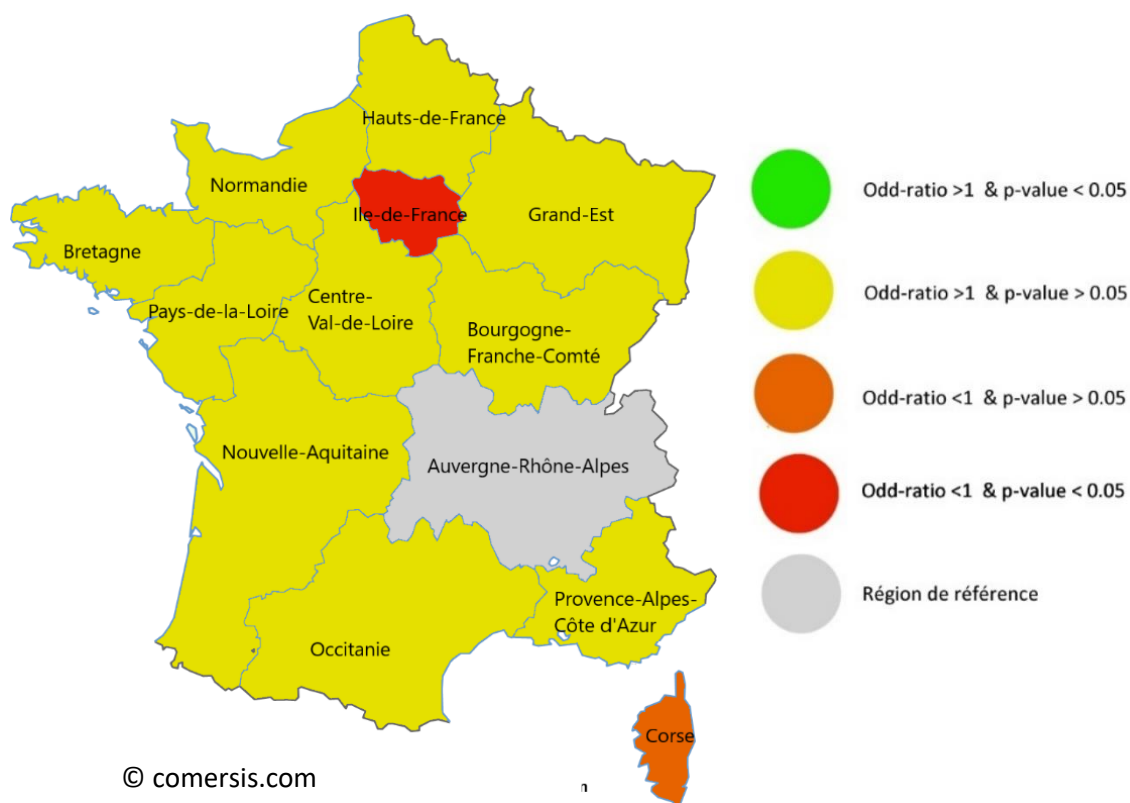 Hauts-de-France
Normandie
Ile-de-France
Grand-Est
Bretagne
Pays-de-la-Loire
Centre-
Val-de-Loire
Bourgogne-
Franche-Comté
Nouvelle-Aquitaine
Auvergne-Rhône-Alpes
Provence-Alpes-
Côte d'Azur
Occitanie
Corse
© comersis.com
Odd-ratio >1 & p-value < 0.05
Odd-ratio >1 & p-value > 0.05
Odd-ratio <1 & p-value > 0.05
Odd-ratio <1 & p-value < 0.05
Région de référence